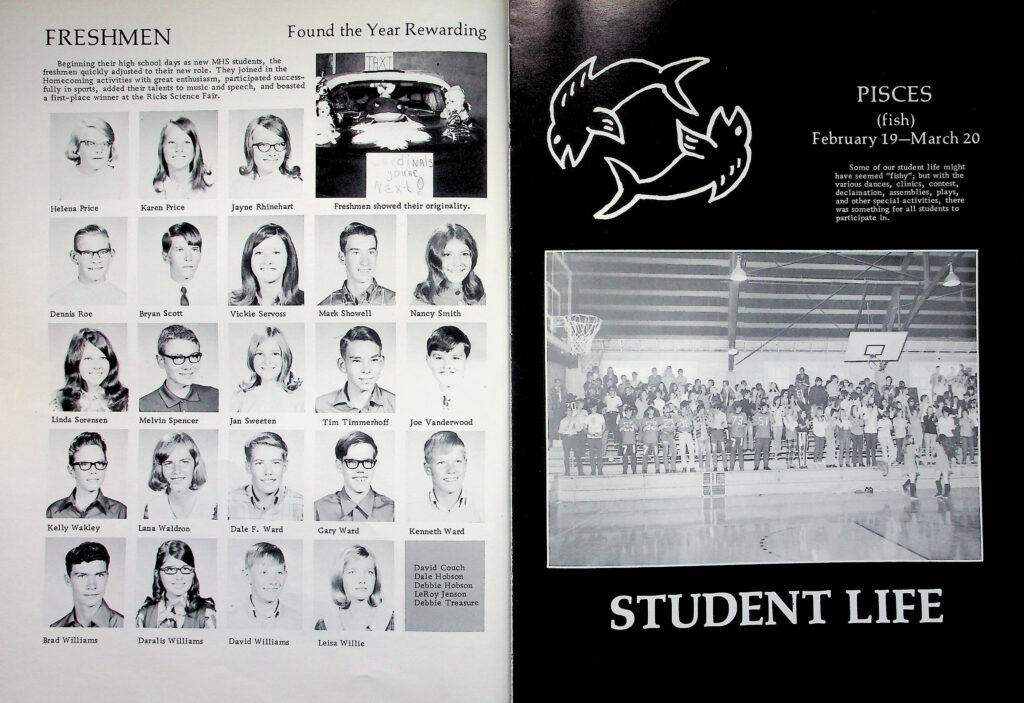 FRESHMEN
Found the Year Rewarding
Beginning their high school days as new MHS students, the
freshmen quickly adjusted to their new role. They joined in the
Homecoming activities with great enthusiasm, participated success-
fully in sports, added their talents to music and speech, and boasted
a first-place winner at the Ricks Science Fair.
TAXI
Cardinals
you're
Next
Helena Price
Karen Price
Jayne Rhinehart
Freshmen showed their originality.
Dennis Roe
Bryan Scott
Vickie Servoss
Mark Showell
Nancy Smith
Linda Sorensen
Melvin Spencer
Jan Sweeten
Tim Timmerhoff
Joe Vanderwood
Kelly Wakley
Lana Waldron
Dale F. Ward
Gary Ward
Kenneth Ward
David Couch
Dale Hobson
Debbie Hobson
LeRoy Jenson
Debbie Treasure
Brad Williams
Daralis Williams
David Williams
Leisa Willie
PISCES
(fish)
February 19—March 20
Some of our student life might
have seemed "fishy"; but with the
various dances, clinics, contest,
declamation, assemblies, plays,
and other special activities, there
was something for all students to
participate in.
STUDENT LIFE